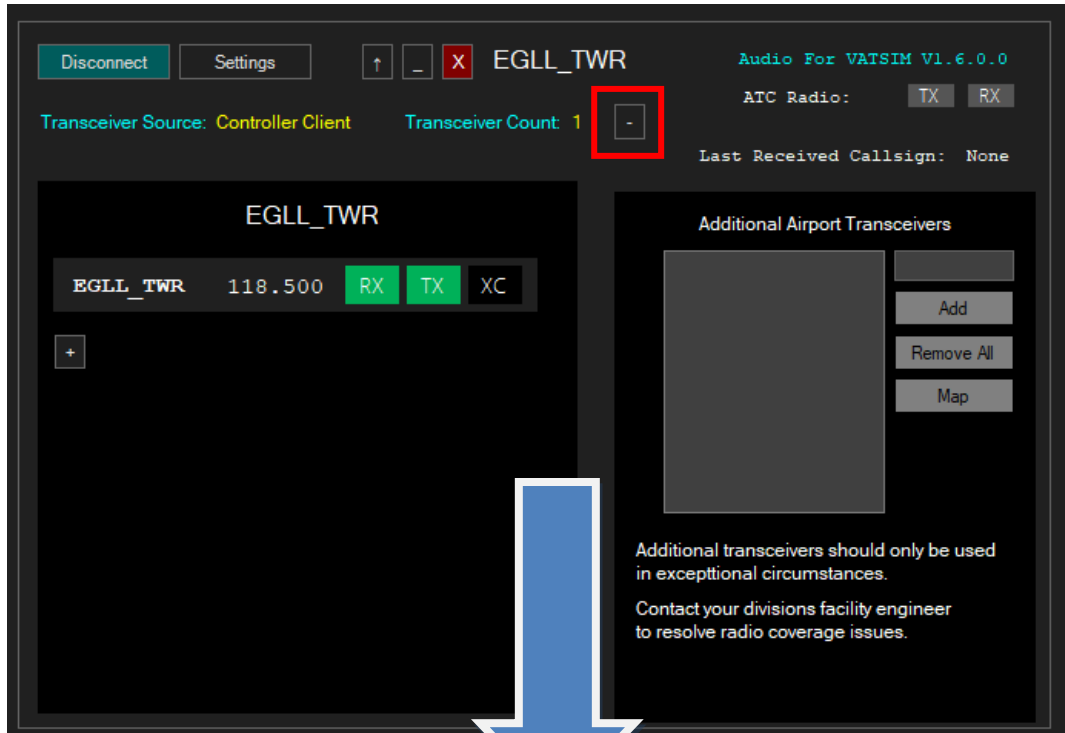 Disconnect Settings ↑ _ X EGLL_TWR Audio For VATSIM V1.6.0.0
ATC Radio: TX RX
Transceiver Source: Controller Client Transceiver Count: 1 -
Last Received Callsign: None
EGLL_TWR
EGLL_TWR 118.500 RX TX XC
+
Additional Airport Transceivers
Add
Remove All
Map
Additional transceivers should only be used
in excepttional circumstances.
Contact your divisions facility engineer
to resolve radio coverage issues.